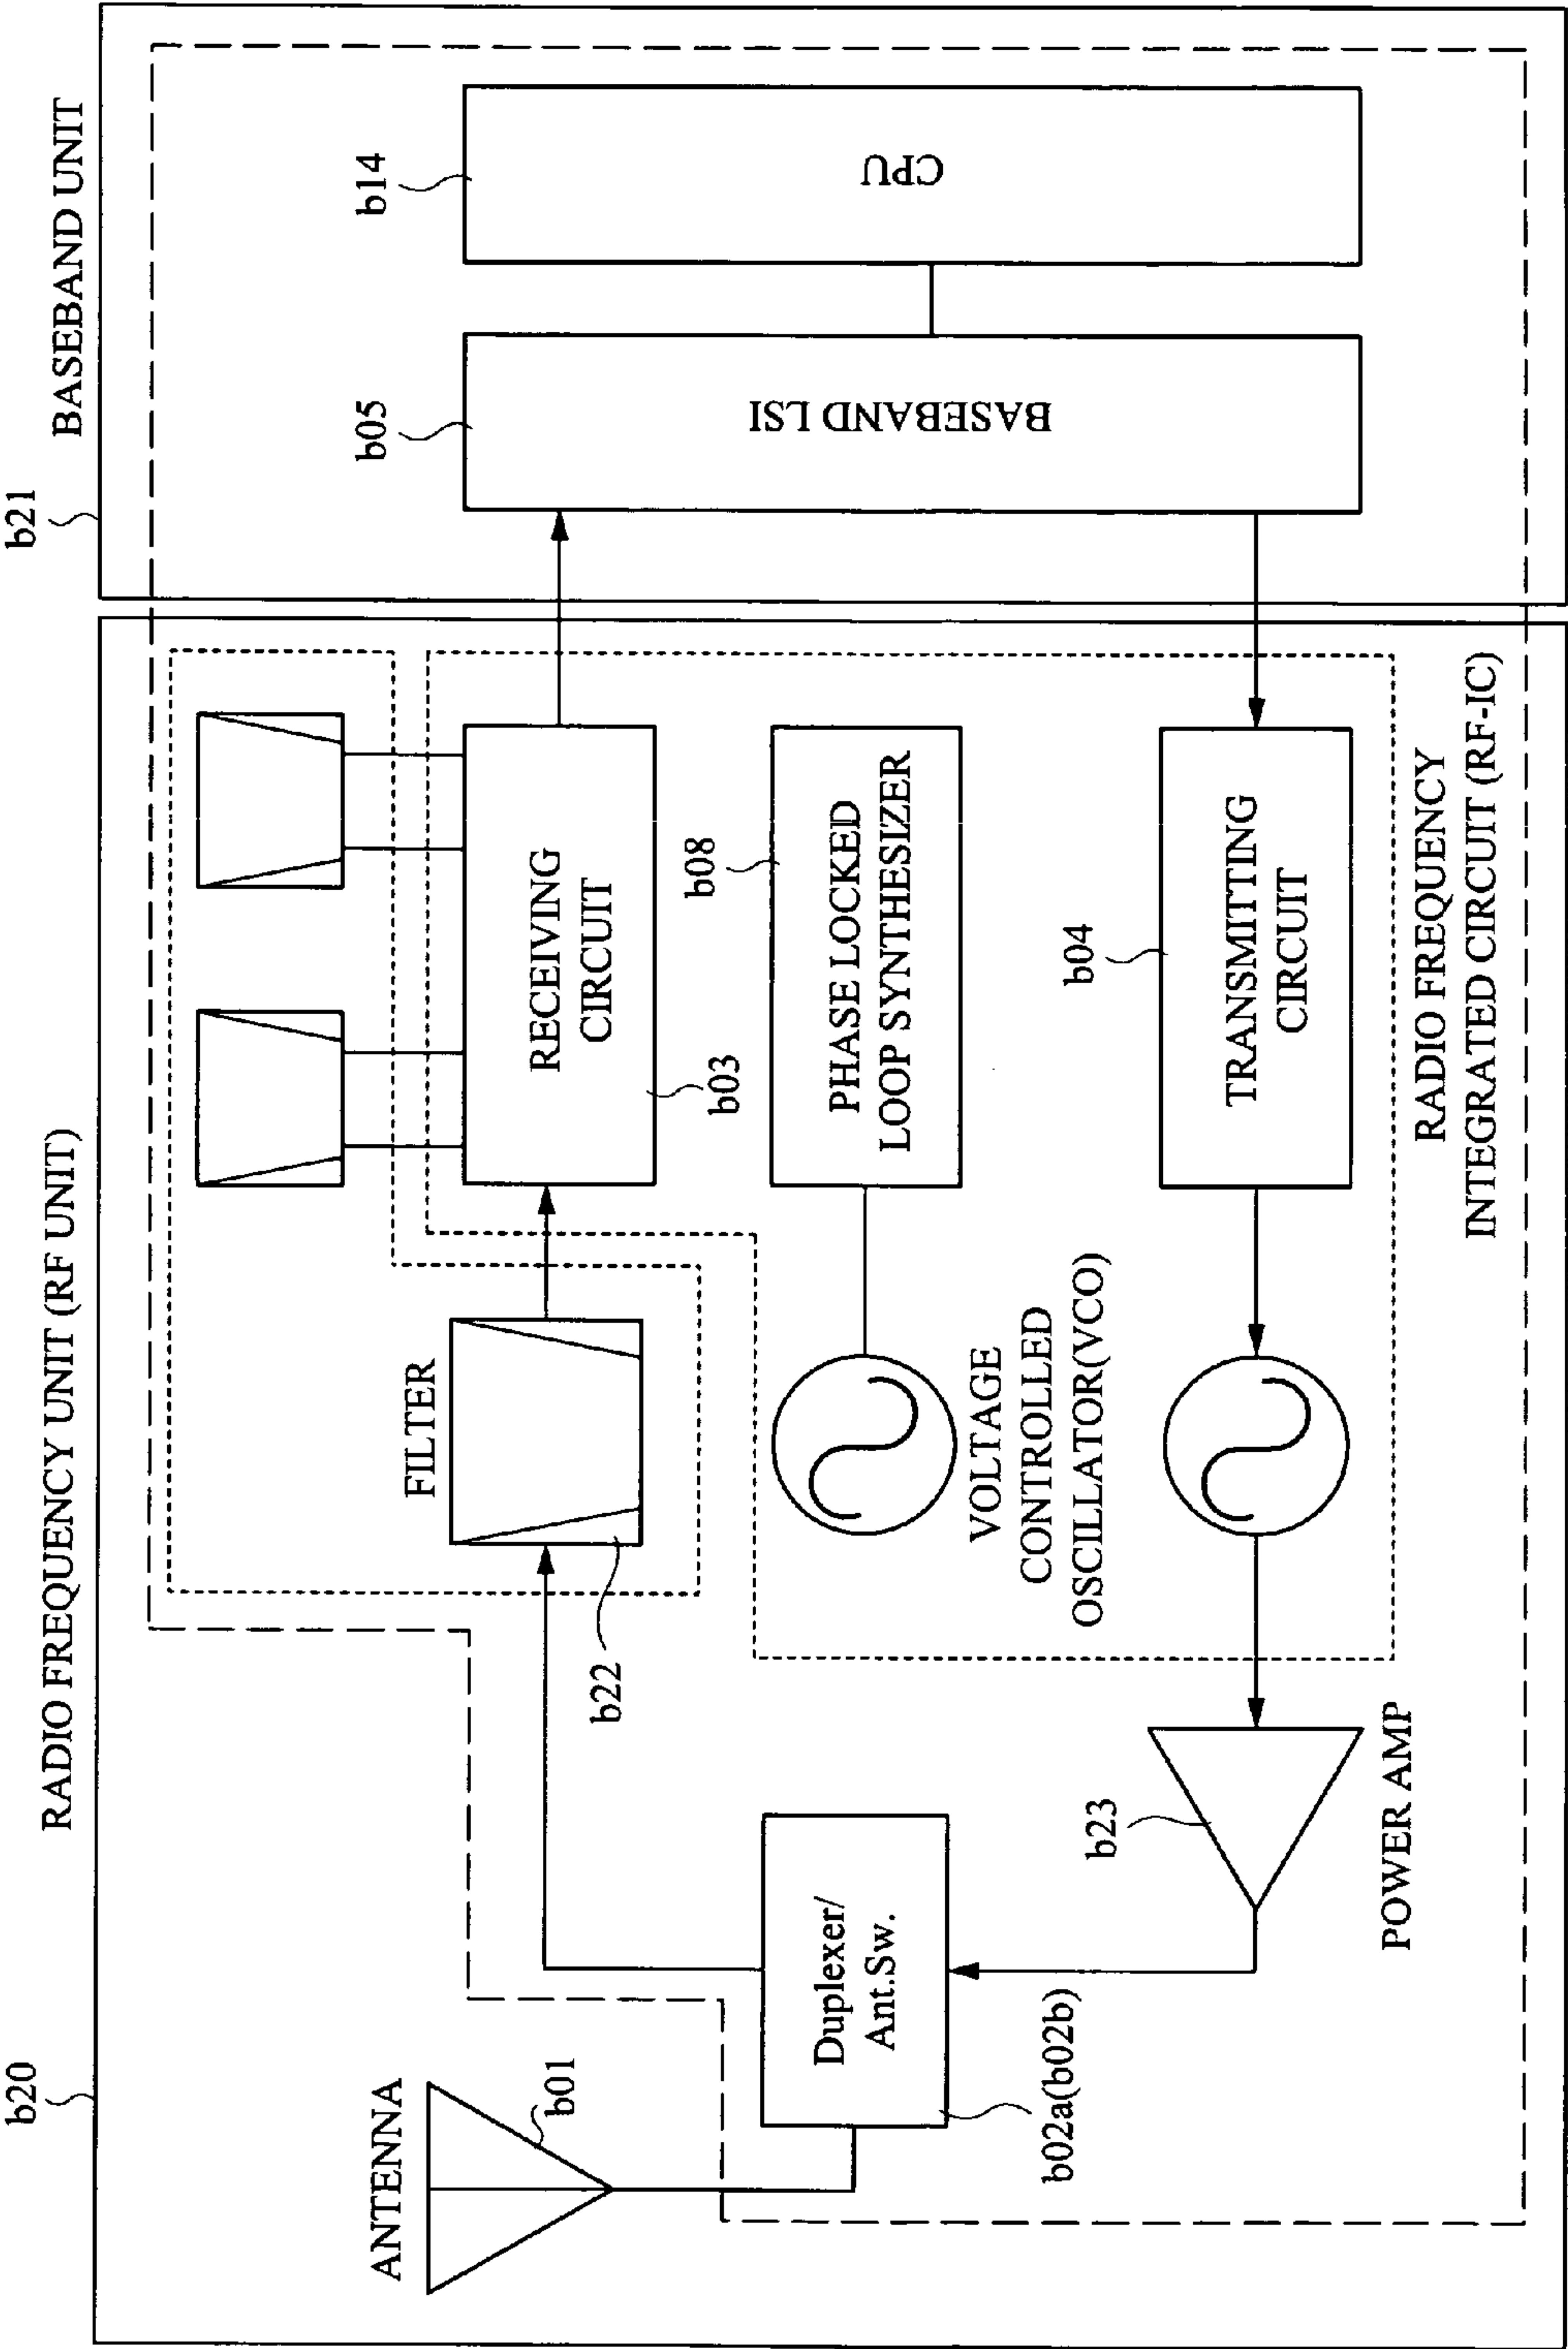 b20
RADIO FREQUENCY UNIT (RF UNIT)
b21
BASEBAND UNIT
ANTENNA
b01
Duplexer/
Ant.Sw.
b02a(b02b)
FILTER
b22
RECEIVING
CIRCUIT
b03
PHASE LOCKED
LOOP SYNTHESIZER
b08
VOLTAGE
CONTROLLED
OSCILLATOR(VCO)
TRANSMITING
CIRCUIT
b04
b23
POWER AMP
RADIO FREQUENCY
INTEGRATED CIRCUIT (RF-IC)
b05
BASEBAND LSI
b14
CPU